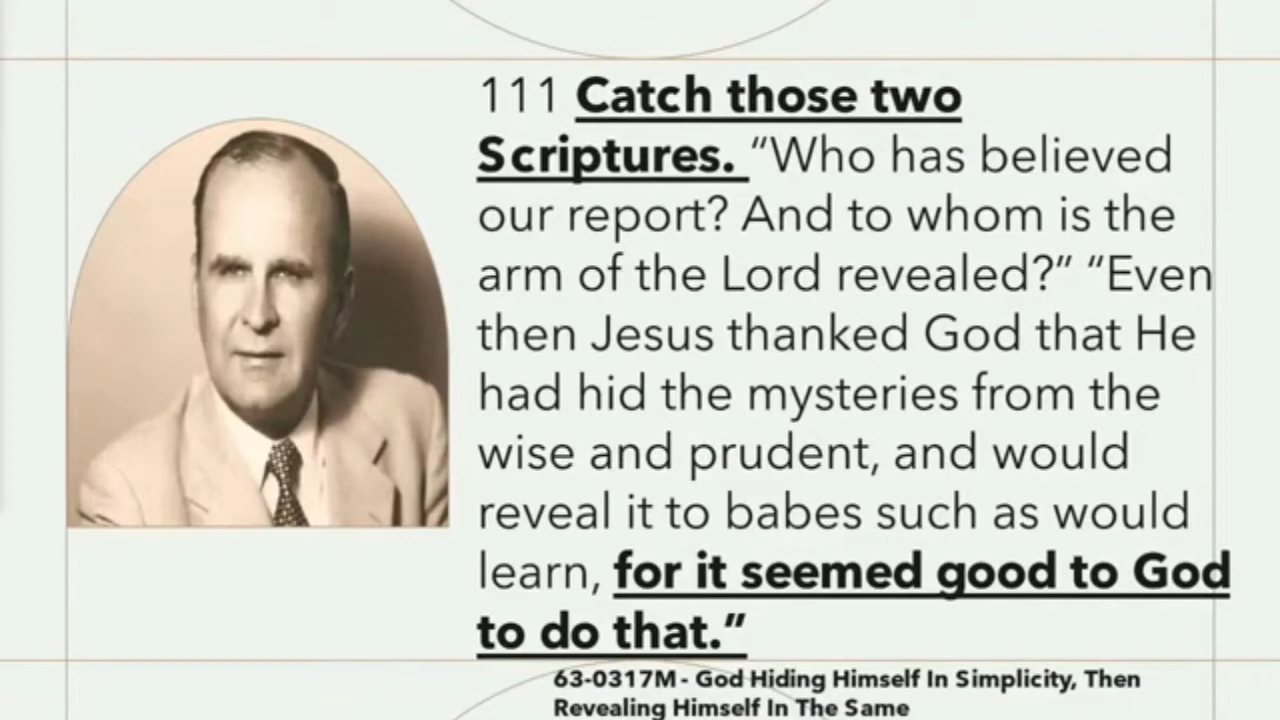 111 Catch those two
Scriptures. “Who has believed
our report? And to whom is the
arm of the Lord revealed?” “Even
then Jesus thanked God that He
had hid the mysteries from the
wise and prudent, and would
reveal it to babes such as would
learn, for it seemed good to God
to do that.”
63-0317M - God Hiding Himself In Simplicity, Then
Revealing Himself In The Same